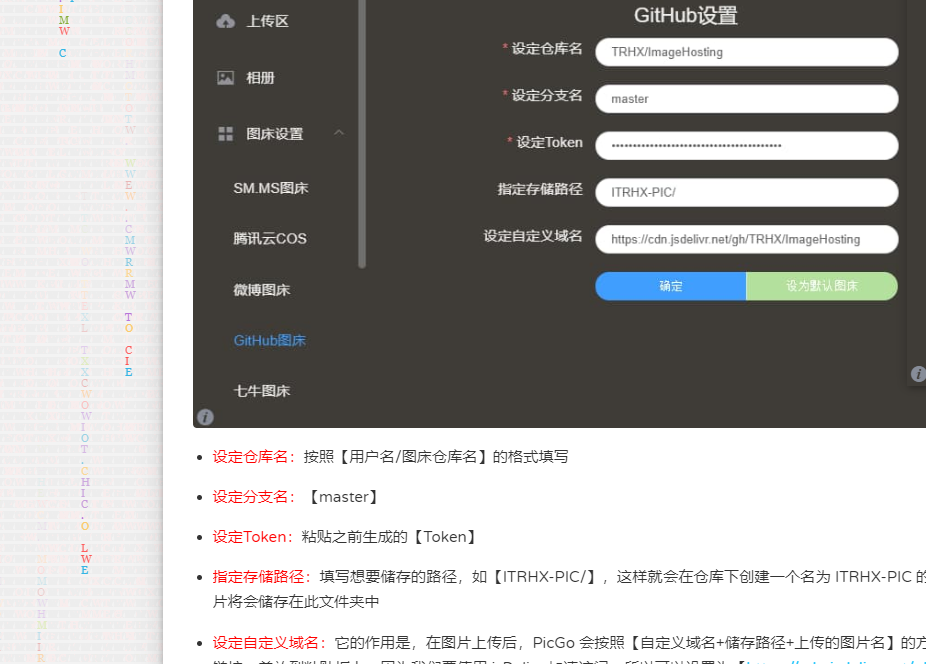 GitHub设置
上传区
相册
图床设置
SM.MS图床
腾讯云COS
微博图床
GitHub图床
七牛图床
* 设定仓库名 TRHX/ImageHosting
* 设定分支名 master
* 设定Token
指定存储路径 ITRHX-PIC/
设定自定义域名 https://cdn.jsdelivr.net/gh/TRHX/ImageHosting
确定 设为默认图床
• 设定仓库名：按照【用户名/图床仓库名】的格式填写
• 设定分支名：【master】
• 设定Token：粘贴之前生成的【Token】
• 指定存储路径：填写想要储存的路径，如【ITRHX-PIC/】，这样就会在仓库下创建一个名为 ITRHX-PIC 的
片将会储存在此文件夹中
• 设定自定义域名：它的作用是，在图片上传后，PicGo 会按照【自定义域名+储存路径+上传的图片名】的方